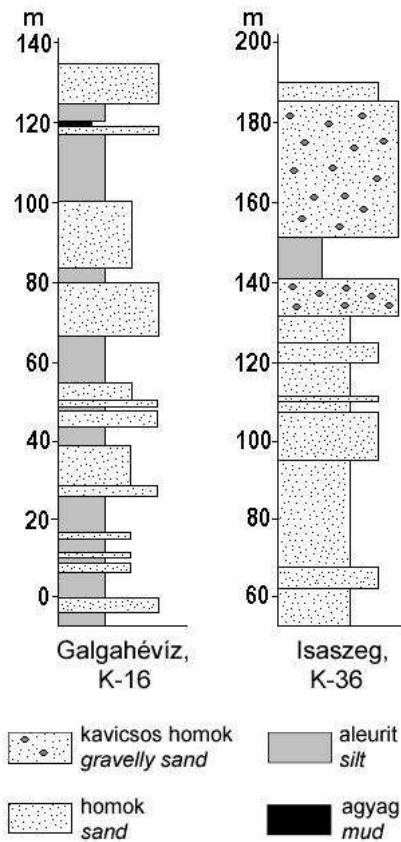 m
140
120
100
80
60
40
20
0
Galgahévíz,
K-16
m
200
180
160
140
120
100
80
60
Isaszeg,
K-36
kavicsos homok
gravelly sand
aleurit
silt
homok
sand
agyag
mud